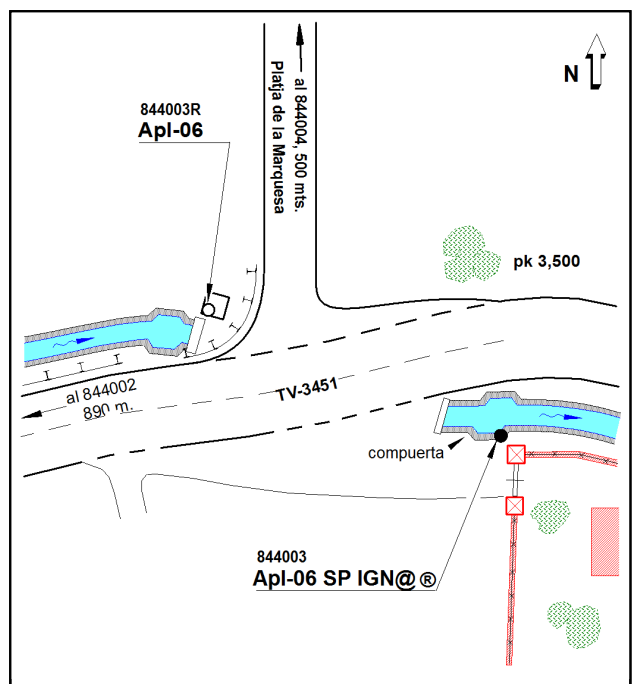 844003R
Apl-06
al 844004, 500 mts.
Platja de la Marquesa
N
pk 3,500
al 844002
890 m.
TV-3451
compuerta
844003
Apl-06 SP IGN@®